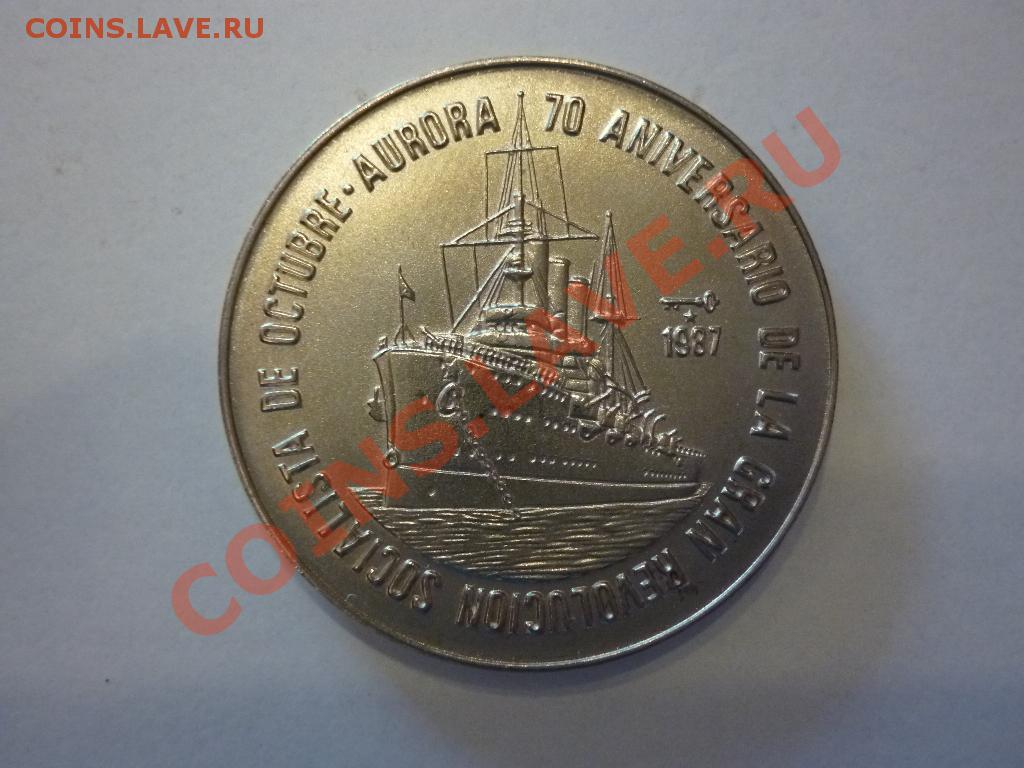 COINS.LAVE.RU
AURORA 70 ANIVERSARIO DE LA GRAN REVOLUCION SOCIALISTA DE OCTUBRE·
1987
COINS.LAVE.RU